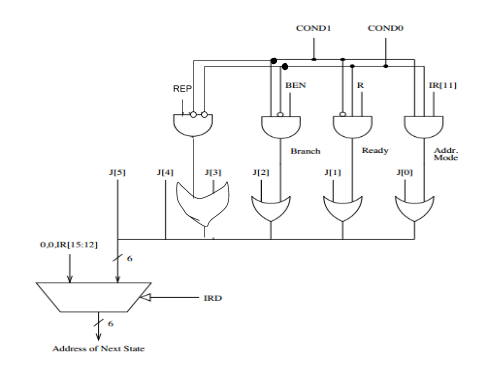 COND1 COND0
REP
BEN R IR[11]
Branch Ready Addr.
Mode
J[5] J[4] J[3] J[2] J[1] J[0]
0,0,IR[15:12]
6
IRD
6
Address of Next State